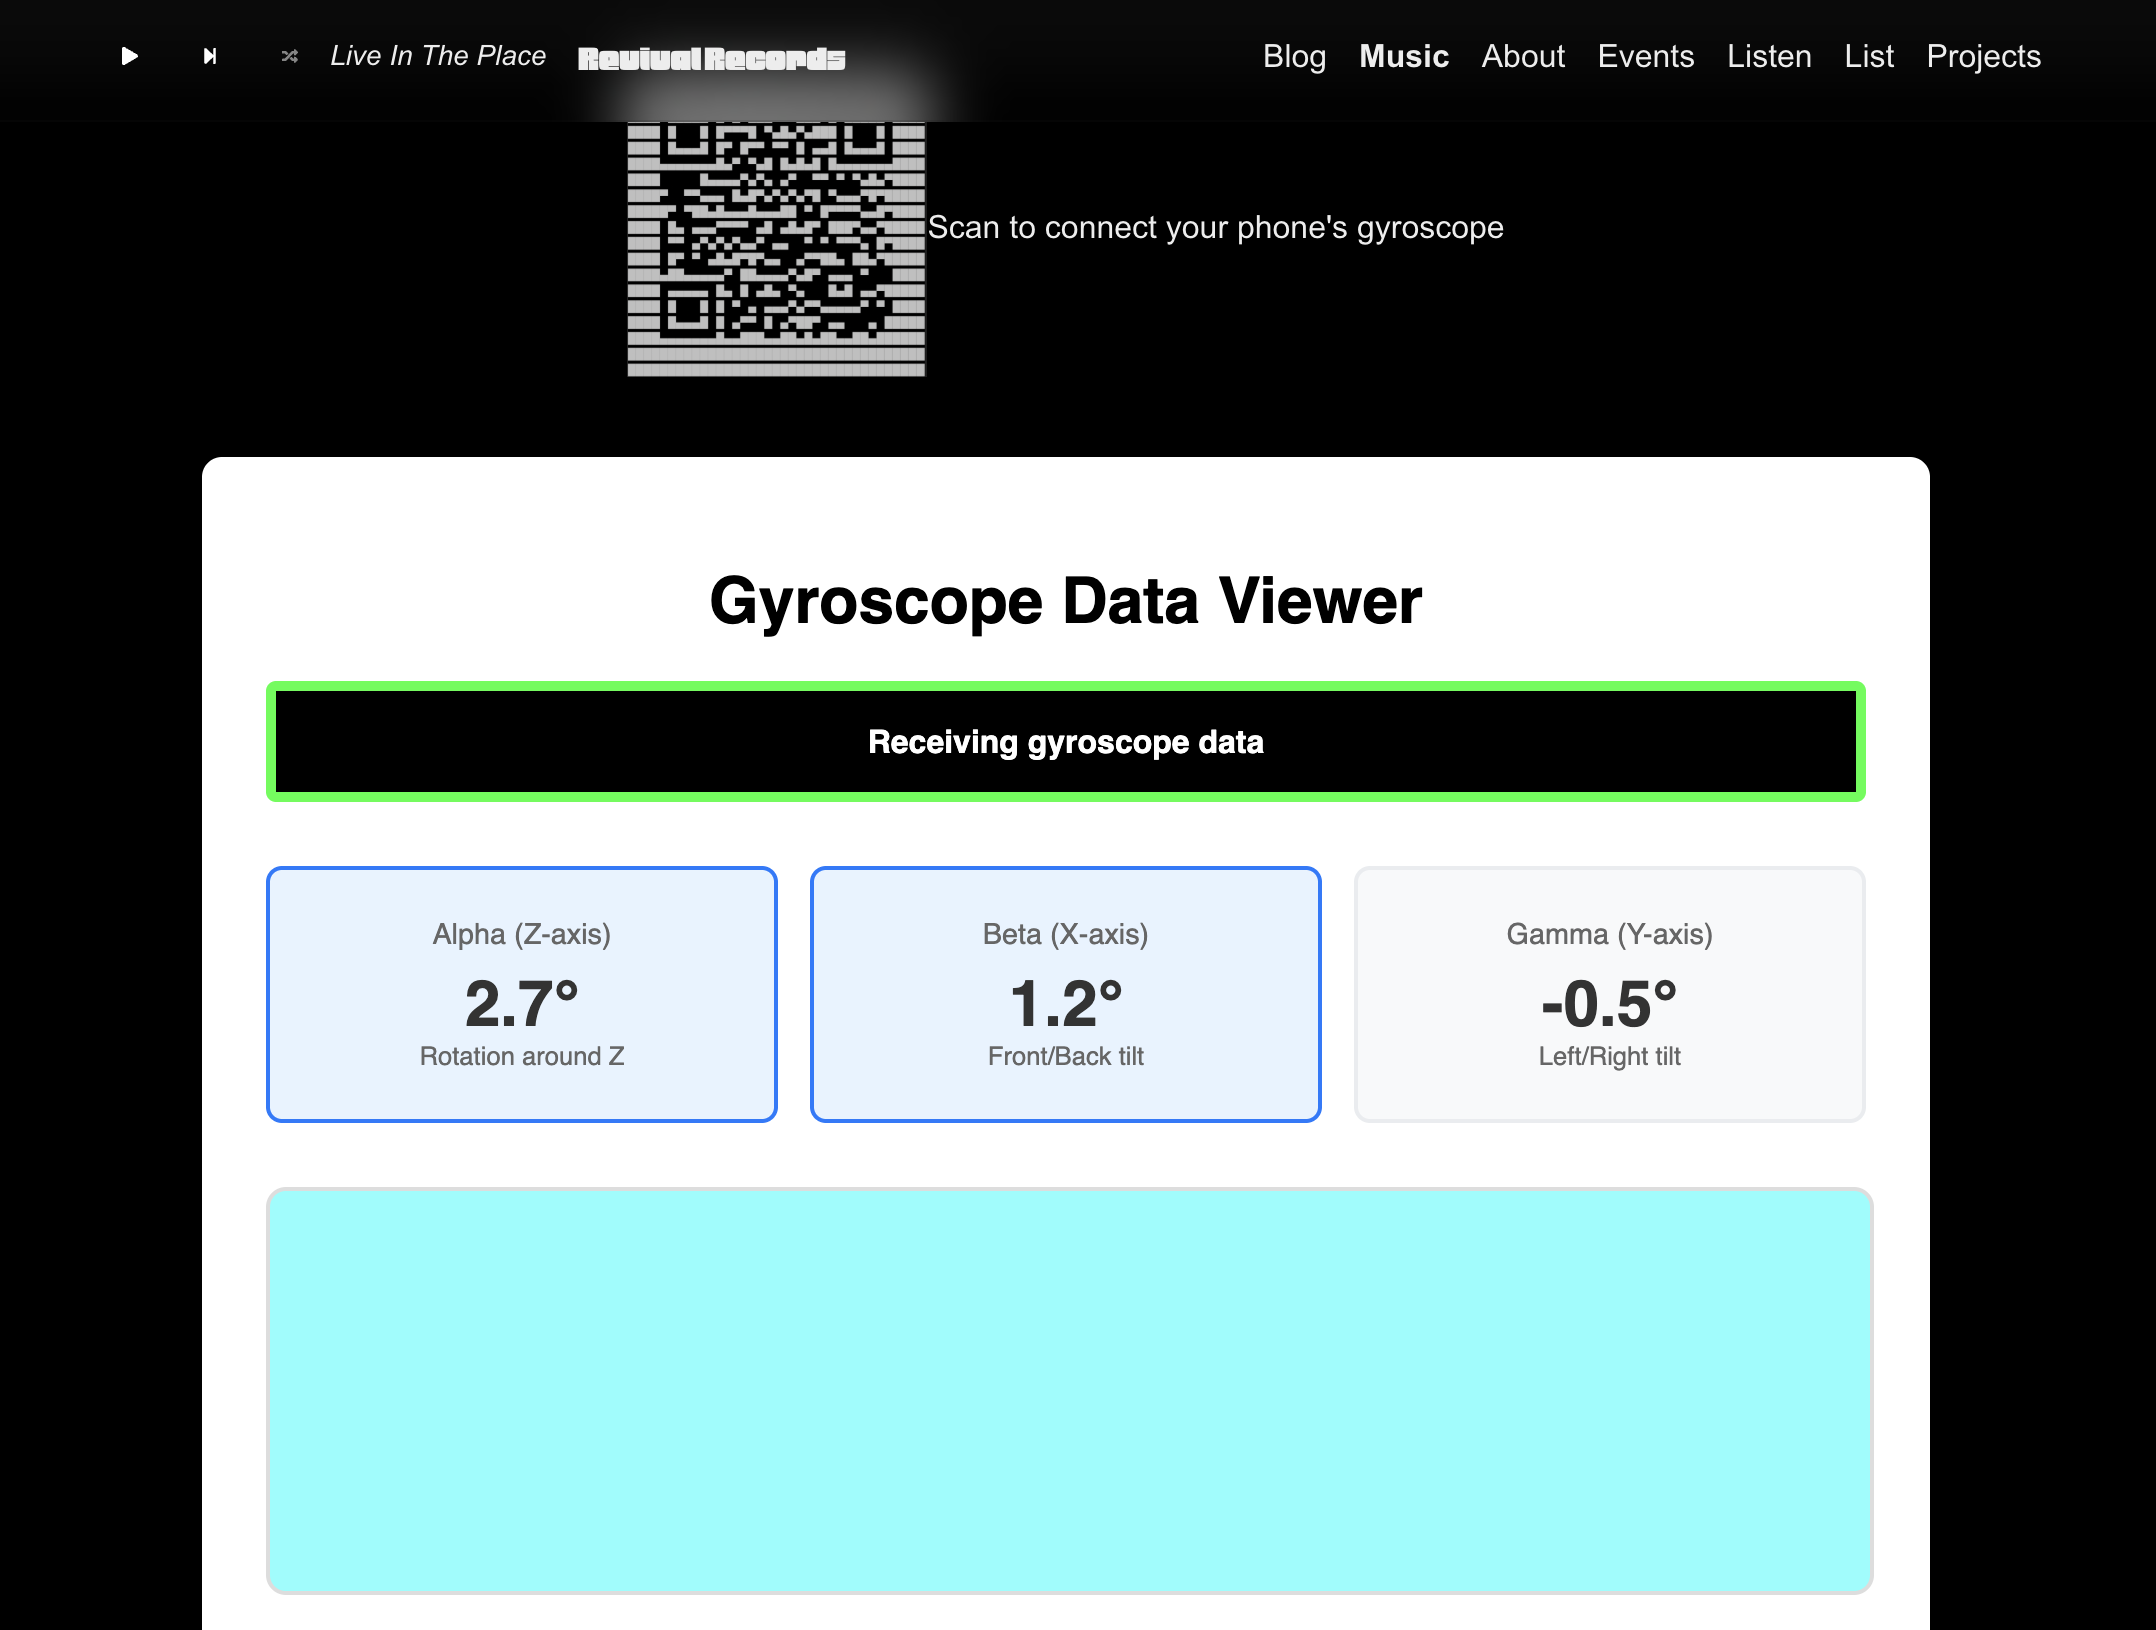 Live In The Place
Revival Records
Blog Music About Events Listen List Projects
Scan to connect your phone's gyroscope
Gyroscope Data Viewer
Receiving gyroscope data
Alpha (Z-axis)
2.7°
Rotation around Z
Beta (X-axis)
1.2°
Front/Back tilt
Gamma (Y-axis)
-0.5°
Left/Right tilt